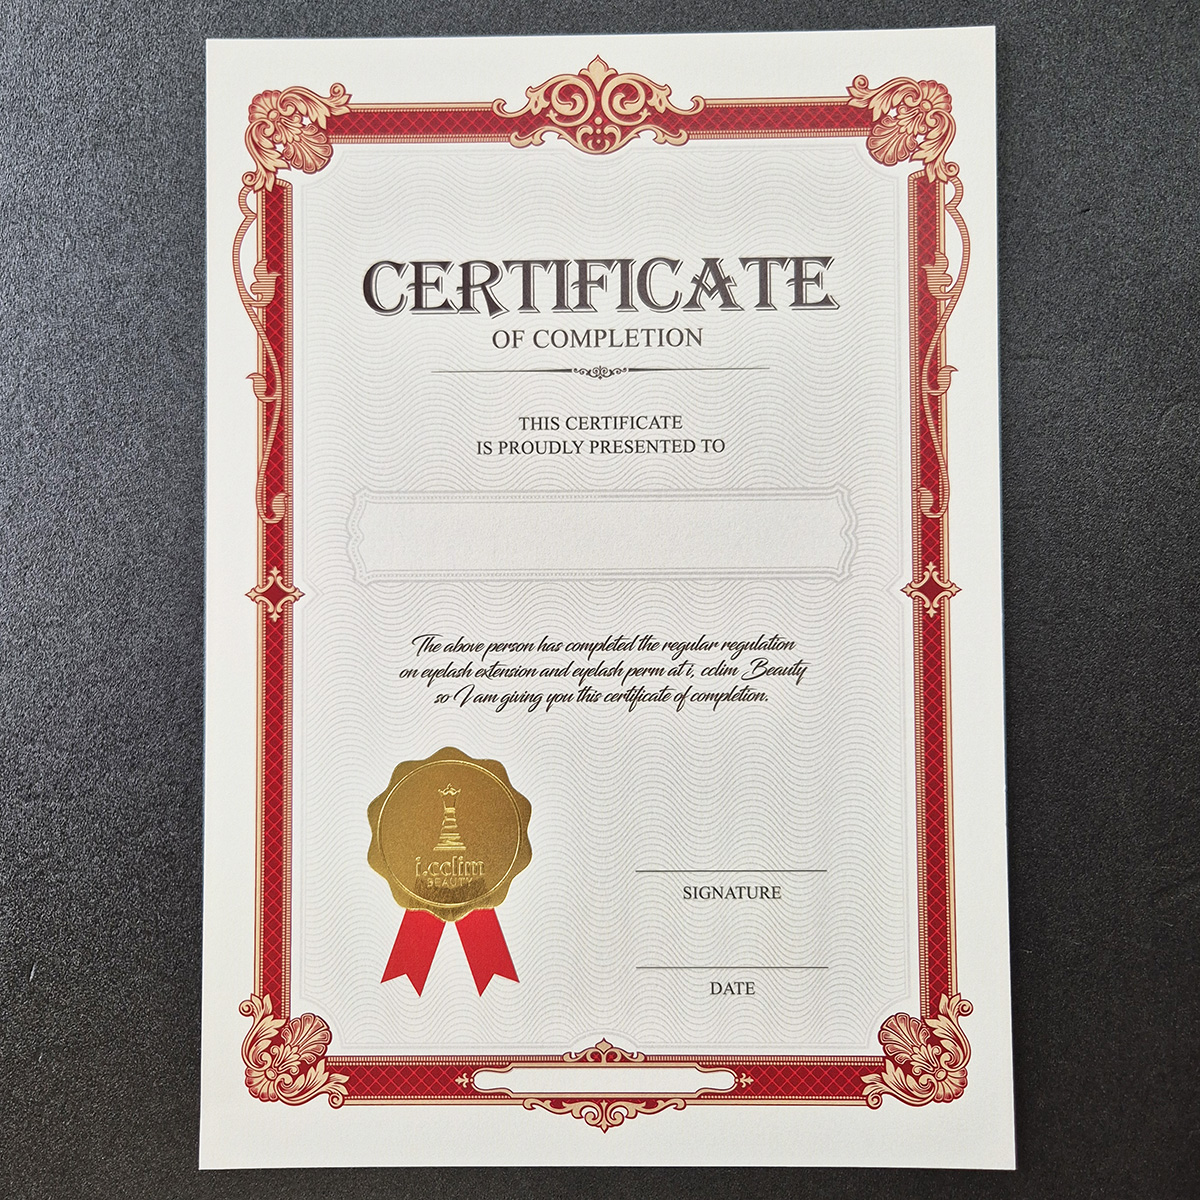 CERTIFICATE
OF COMPLETION
THIS CERTIFICATE
IS PROUDLY PRESENTED TO
The above person has completed the regular regulation
on eyelash extension and eyelash perm at i, cclim Beauty
so I am giving you this certificate of completion.
i.cclim
BEAUTY
SIGNATURE
DATE